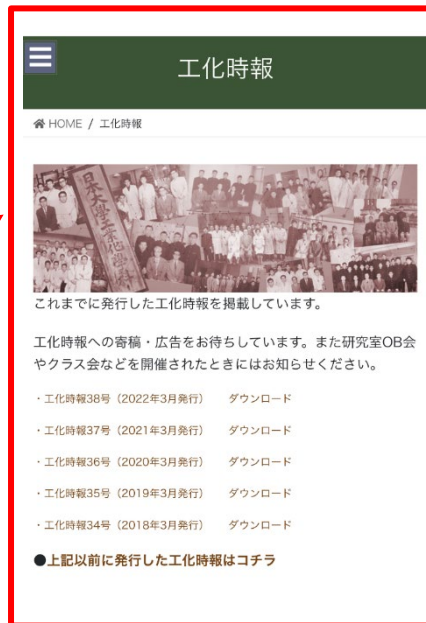 工化時報
HOME / 工化時報
日本大學工業化學科
これまでに発行した工化時報を掲載しています。
工化時報への寄稿・広告をお待ちしています。また研究室OB会
やクラス会などを開催されたときにはお知らせください。
・工化時報38号（2022年3月発行） ダウンロード
・工化時報37号（2021年3月発行） ダウンロード
・工化時報36号（2020年3月発行） ダウンロード
・工化時報35号（2019年3月発行） ダウンロード
・工化時報34号（2018年3月発行） ダウンロード
●上記以前に発行した工化時報はコチラ